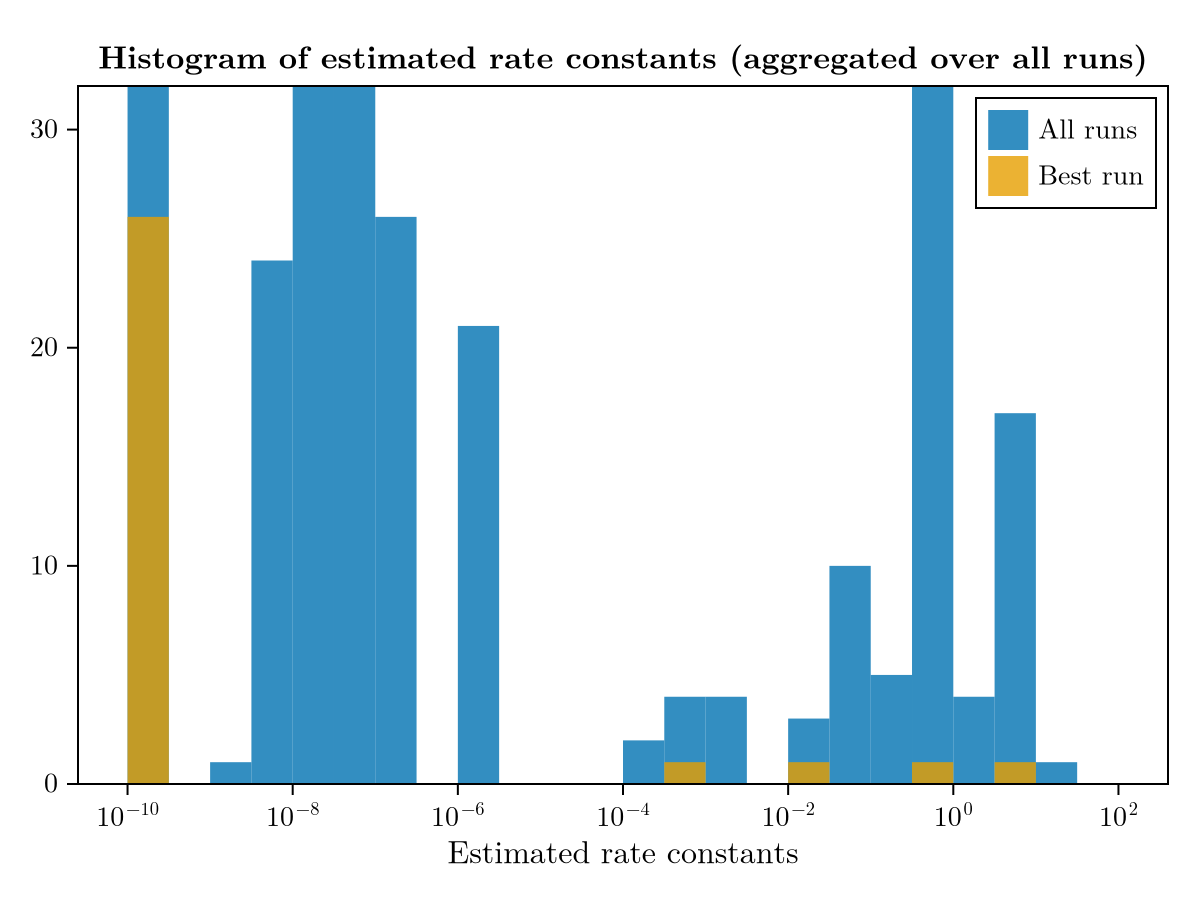 Histogram of estimated rate constants (aggregated over all runs)
All runs
Best run
30
20
10
0
10⁻¹⁰ 10⁻⁸ 10⁻⁶ 10⁻⁴ 10⁻² 10⁰ 10²
Estimated rate constants